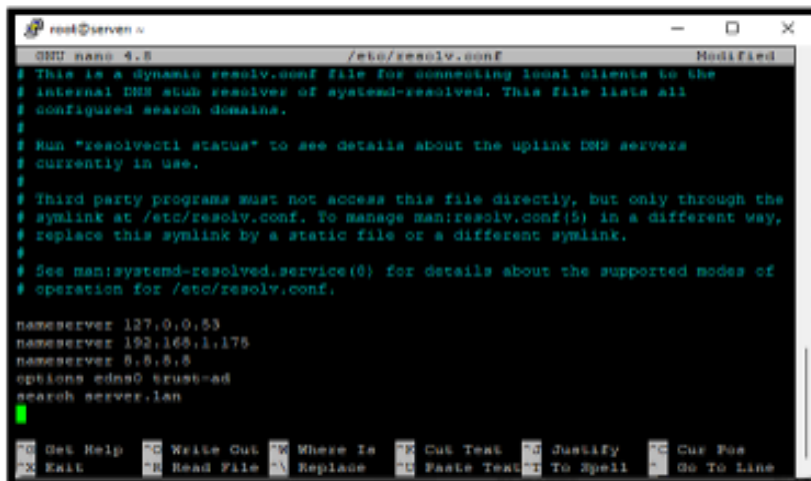 root@server: ~
GNU nano 4.8 /etc/resolv.conf Modified
# This is a dynamic resolv.conf file for connecting local clients to the
# internal DNS stub resolver of systemd-resolved. This file lists all
# configured search domains.
#
# Run "resolvectl status" to see details about the uplink DNS servers
# currently in use.
#
# Third party programs must not access this file directly, but only through the
# symlink at /etc/resolv.conf. To manage man:resolv.conf(5) in a different way,
# replace this symlink by a static file or a different symlink.
#
# See man:systemd-resolved.service(8) for details about the supported modes of
# operation for /etc/resolv.conf.
nameserver 127.0.0.53
nameserver 192.168.1.175
nameserver 8.8.8.8
options edns0 trust-ad
search server.lan
^G Get Help ^O Write Out ^W Where Is ^K Cut Text ^J Justify ^C Cur Pos
^X Exit ^R Read File ^\ Replace ^U Paste Text ^T To Spell ^_ Go To Line